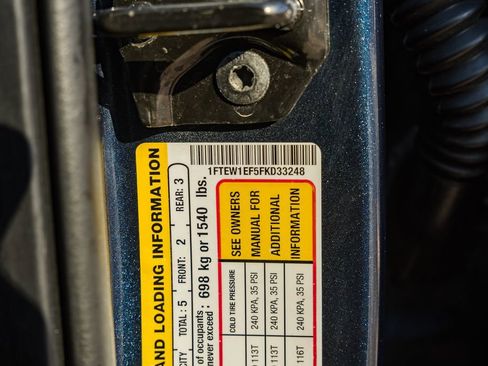 1FTEW1EF5FKD33248
AND LOADING INFORMATION
CITY TOTAL: 5 FRONT: 2 REAR: 3
of occupants
never exceed: 698 kg or 1540 lbs.
COLD TIRE PRESSURE SEE OWNERS
113T 240 KPA, 35 PSI MANUAL FOR
113T 240 KPA, 35 PSI ADDITIONAL
116T 240 KPA, 35 PSI INFORMATION